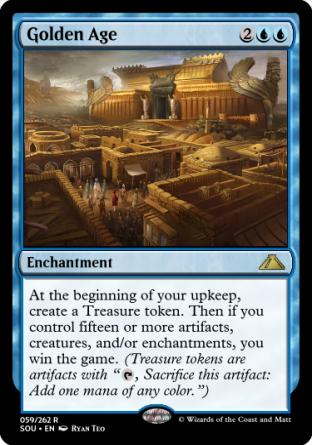 Golden Age 2
Enchantment
At the beginning of your upkeep,
create a Treasure token. Then if you
control fifteen or more artifacts,
creatures, and/or enchantments, you
win the game. (Treasure tokens are
artifacts with “, Sacrifice this artifact:
Add one mana of any color.”)
059/262 R
SOU • EN Ryan Teo
© Wizards of the Coast and Matt